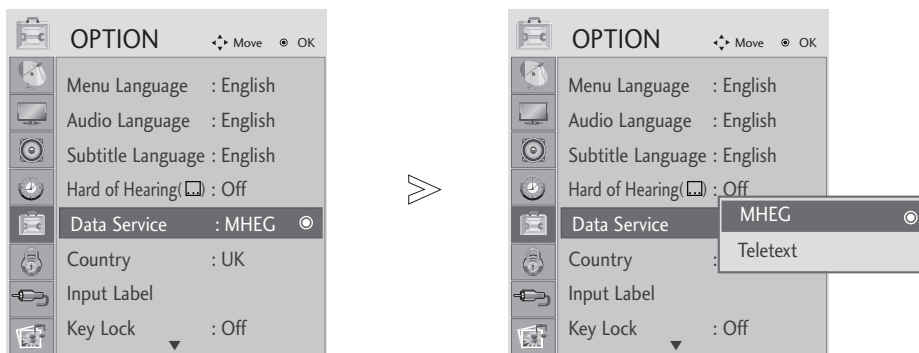 OPTION Move OK
Menu Language : English
Audio Language : English
Subtitle Language : English
Hard of Hearing( ) : Off
Data Service : MHEG
Country : UK
Input Label
Key Lock : Off
OPTION Move OK
Menu Language : English
Audio Language : English
Subtitle Language : English
Hard of Hearing( ) : Off
Data Service
MHEG
Teletext
Country :
Input Label
Key Lock : Off